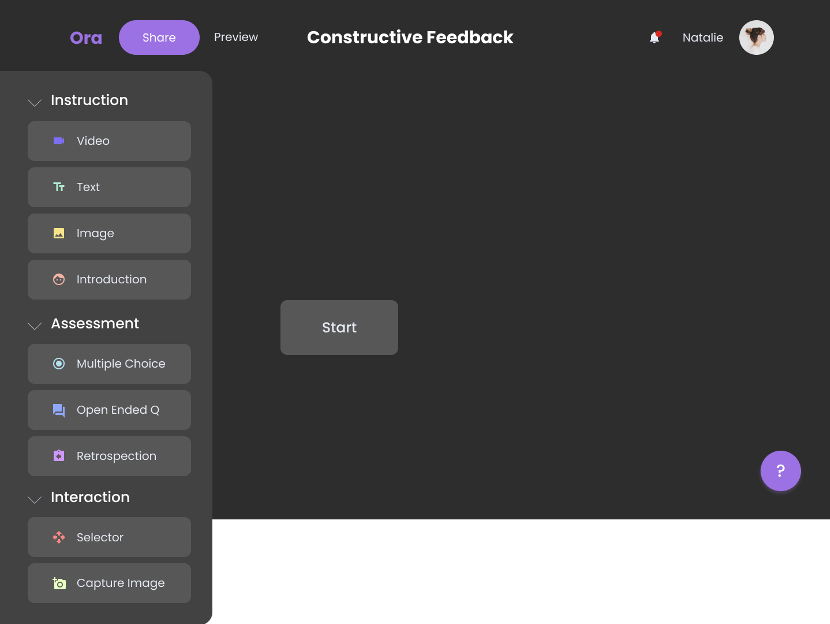 Ora
Share
Preview
Constructive Feedback
Natalie
Instruction
Video
Text
Image
Introduction
Assessment
Multiple Choice
Open Ended Q
Retrospection
Interaction
Selector
Capture Image
Start
?